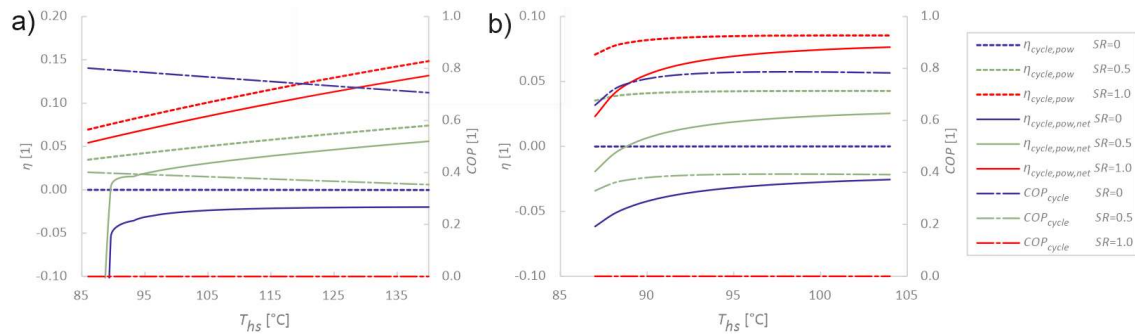 a)
0.20
0.15
0.10
0.05
0.00
-0.05
-0.10
η [1]
1.0
0.8
0.6
0.4
0.2
0.0
COP [1]
85 95 105 115 125 135
T_hs [°C]
b)
0.10
0.05
0.00
-0.05
-0.10
η [1]
1.0
0.8
0.6
0.4
0.2
0.0
COP [1]
85 90 95 100 105
T_hs [°C]
η_cycle,pow SR=0
η_cycle,pow SR=0.5
η_cycle,pow SR=1.0
η_cycle,pow,net SR=0
η_cycle,pow,net SR=0.5
η_cycle,pow,net SR=1.0
COP_cycle SR=0
COP_cycle SR=0.5
COP_cycle SR=1.0